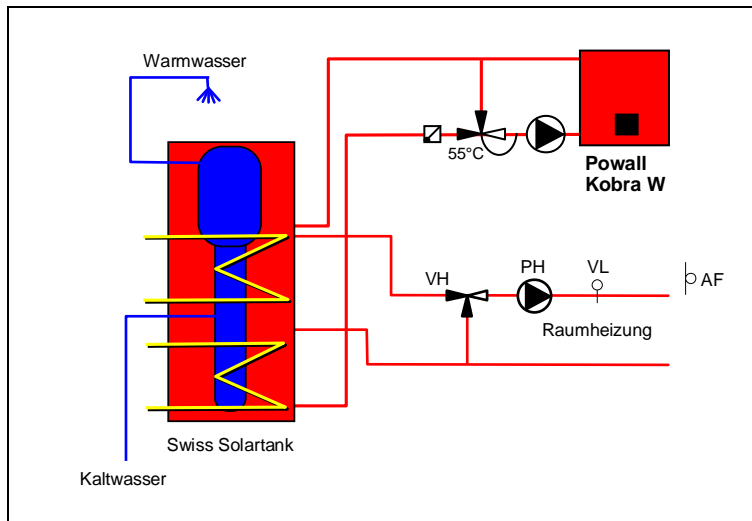 Warmwasser
55°C
Powall
Kobra W
VH
PH
VL
AF
Raumheizung
Swiss Solartank
Kaltwasser